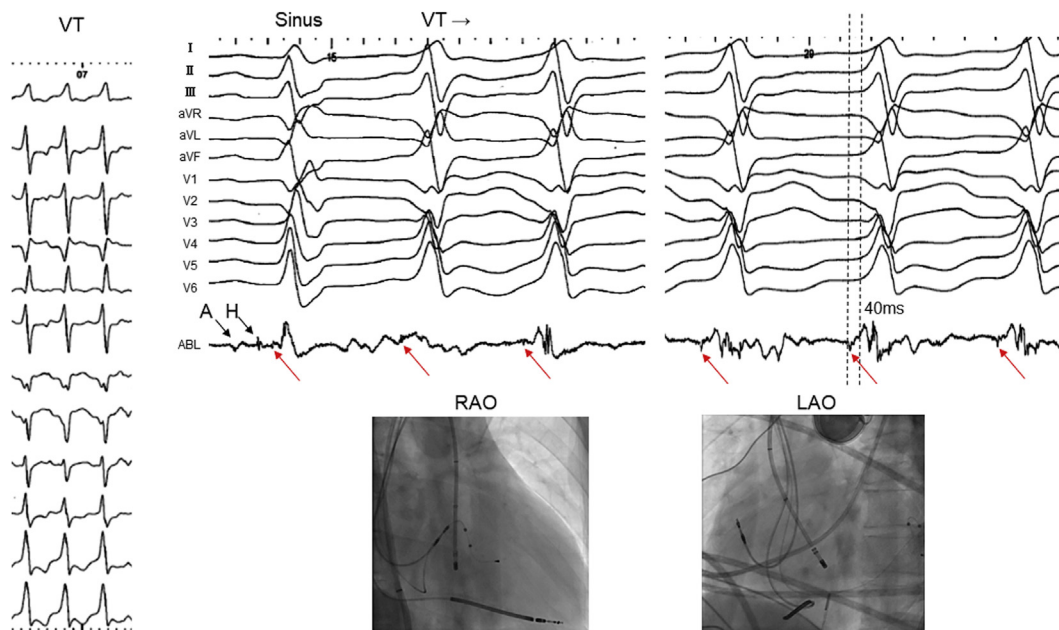 VT
07
Sinus VT →
I
15
20
II
III
aVR
aVL
aVF
V1
V2
V3
V4
V5
V6
A H
40ms
ABL
RAO LAO